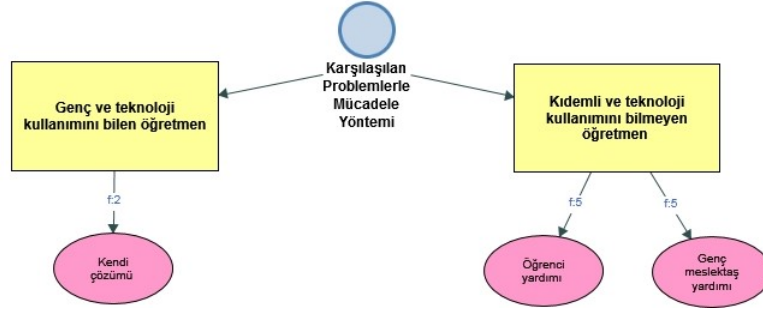 Karşılaşılan
Problemlerle
Mücadele
Yöntemi
Genç ve teknoloji
kullanımını bilen öğretmen
Kıdemli ve teknoloji
kullanımını bilmeyen
öğretmen
f:2
f:5
f:5
Kendi
çözümü
Öğrenci
yardımı
Genç
meslektaş
yardımı